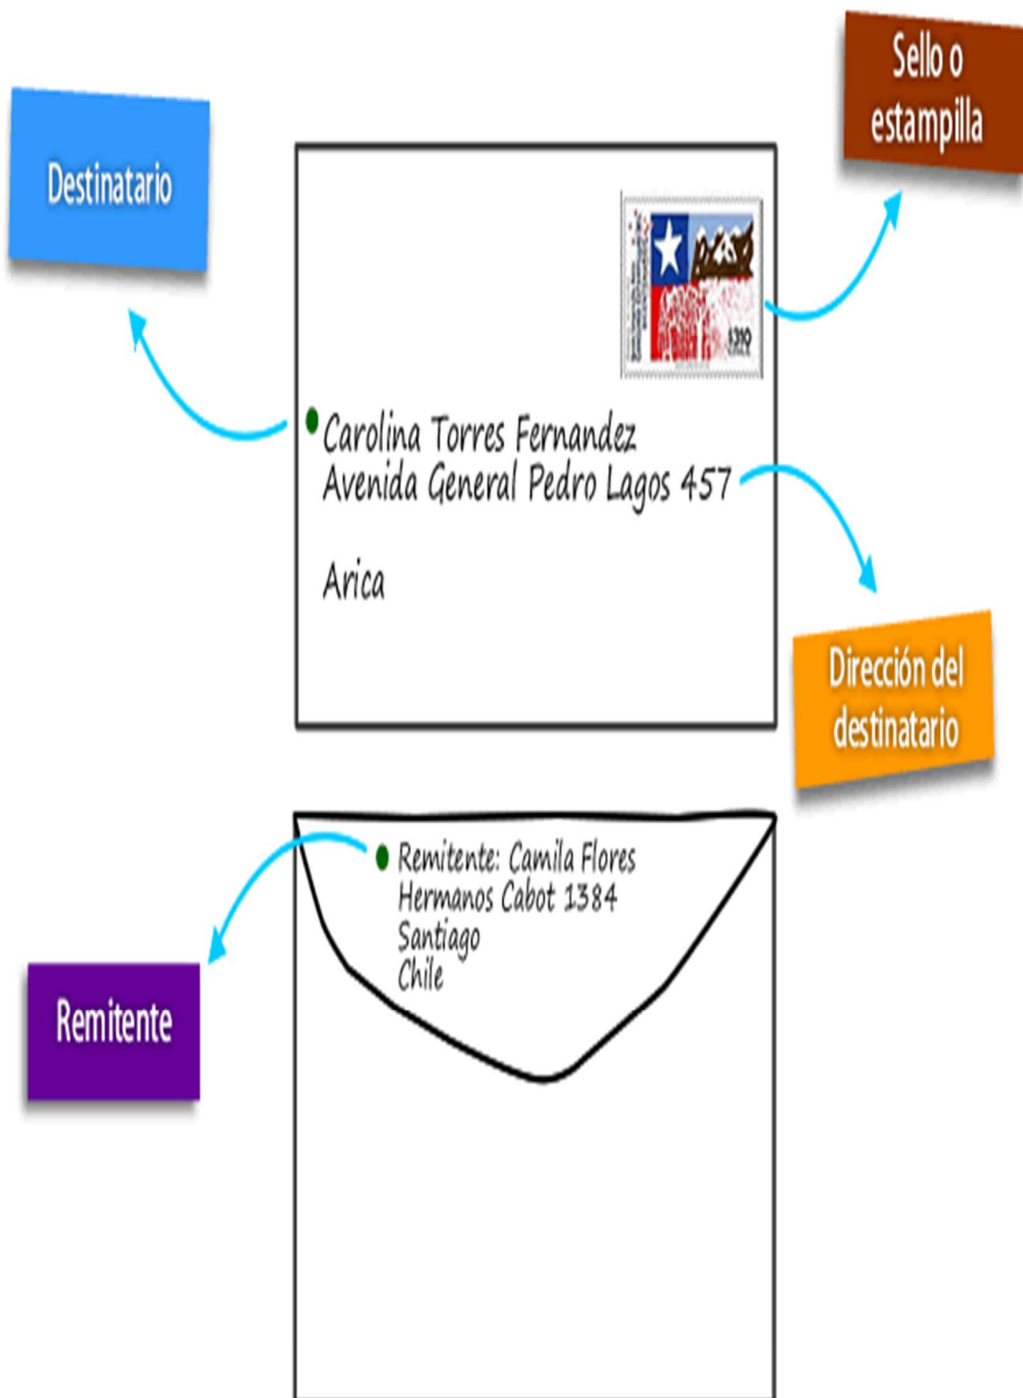 Sello o
estampilla
Destinatario
$310
Carolina Torres Fernandez
Avenida General Pedro Lagos 457
Arica
Dirección del
destinatario
Remitente: Camila Flores
Hermanos Cabot 1384
Santiago
Chile
Remitente